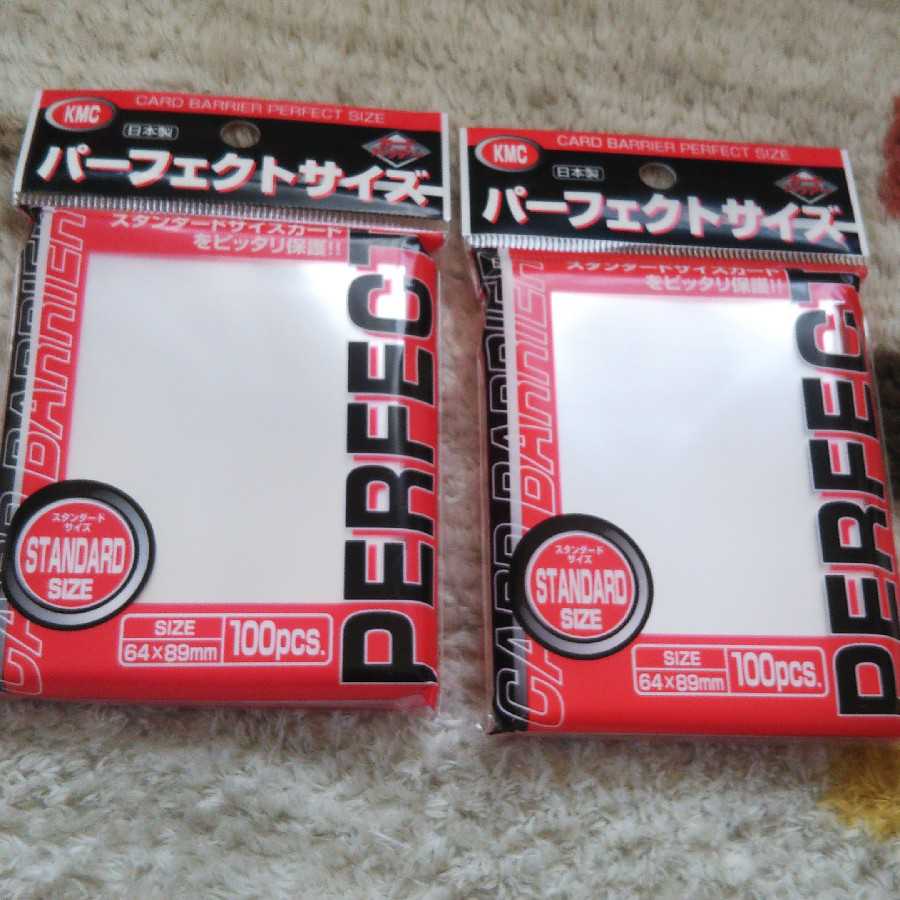 KMC
CARD BARRIER PERFECT SIZE
日本製
パーフェクトサイズ
スタンダードサイズカード
をピッタリ保護!!
CARD BARRIER
PERFECT
スタンダード
サイズ
STANDARD
SIZE
SIZE
64×89mm
100pcs.
KMC
CARD BARRIER PERFECT SIZE
日本製
パーフェクトサイズ
スタンダードサイズカード
をピッタリ保護!!
CARD BARRIER
PERFECT
スタンダード
サイズ
STANDARD
SIZE
SIZE
64×89mm
100pcs.